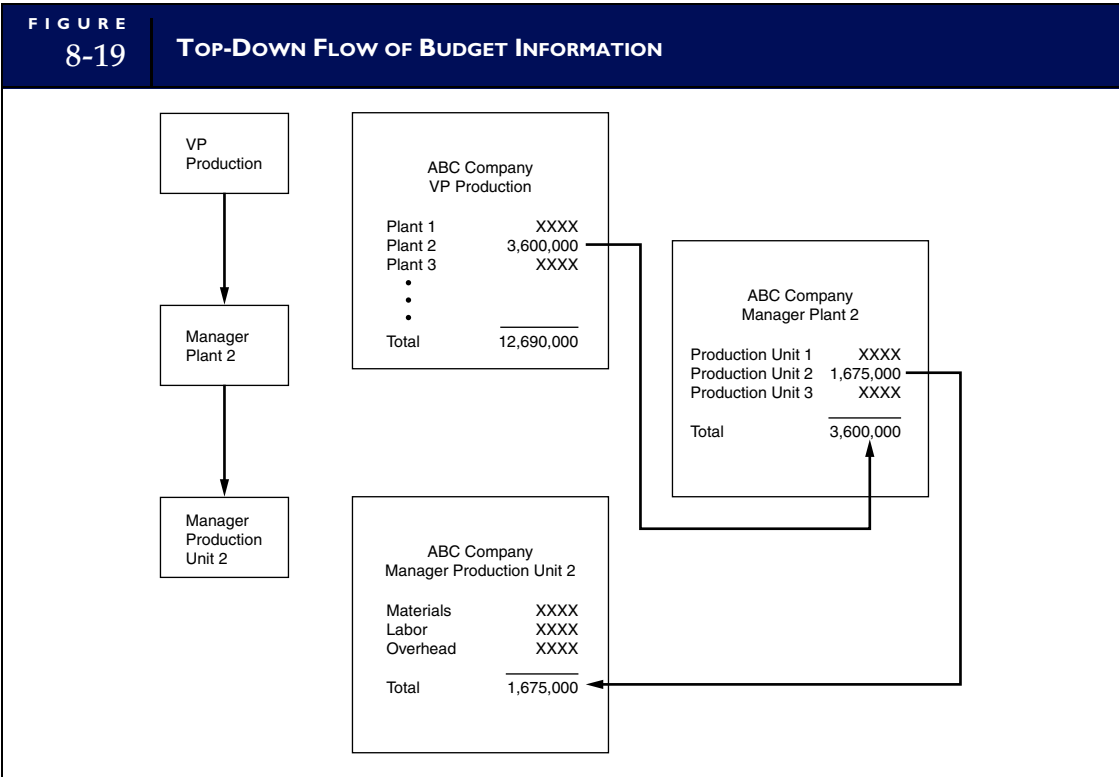 FIGURE
8-19
TOP-DOWN FLOW OF BUDGET INFORMATION
VP
Production
Manager
Plant 2
Manager
Production
Unit 2
ABC Company
VP Production
Plant 1 XXXX
Plant 2 3,600,000
Plant 3 XXXX
Total 12,690,000
ABC Company
Manager Plant 2
Production Unit 1 XXXX
Production Unit 2 1,675,000
Production Unit 3 XXXX
Total 3,600,000
ABC Company
Manager Production Unit 2
Materials XXXX
Labor XXXX
Overhead XXXX
Total 1,675,000